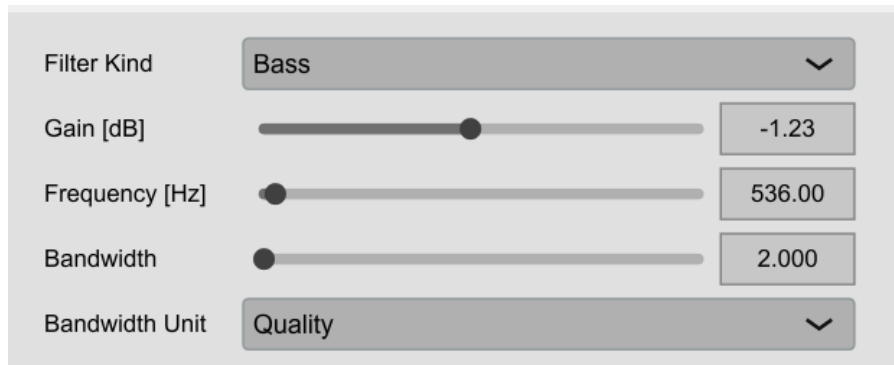 Filter Kind Bass
Gain [dB] -1.23
Frequency [Hz] 536.00
Bandwidth 2.000
Bandwidth Unit Quality